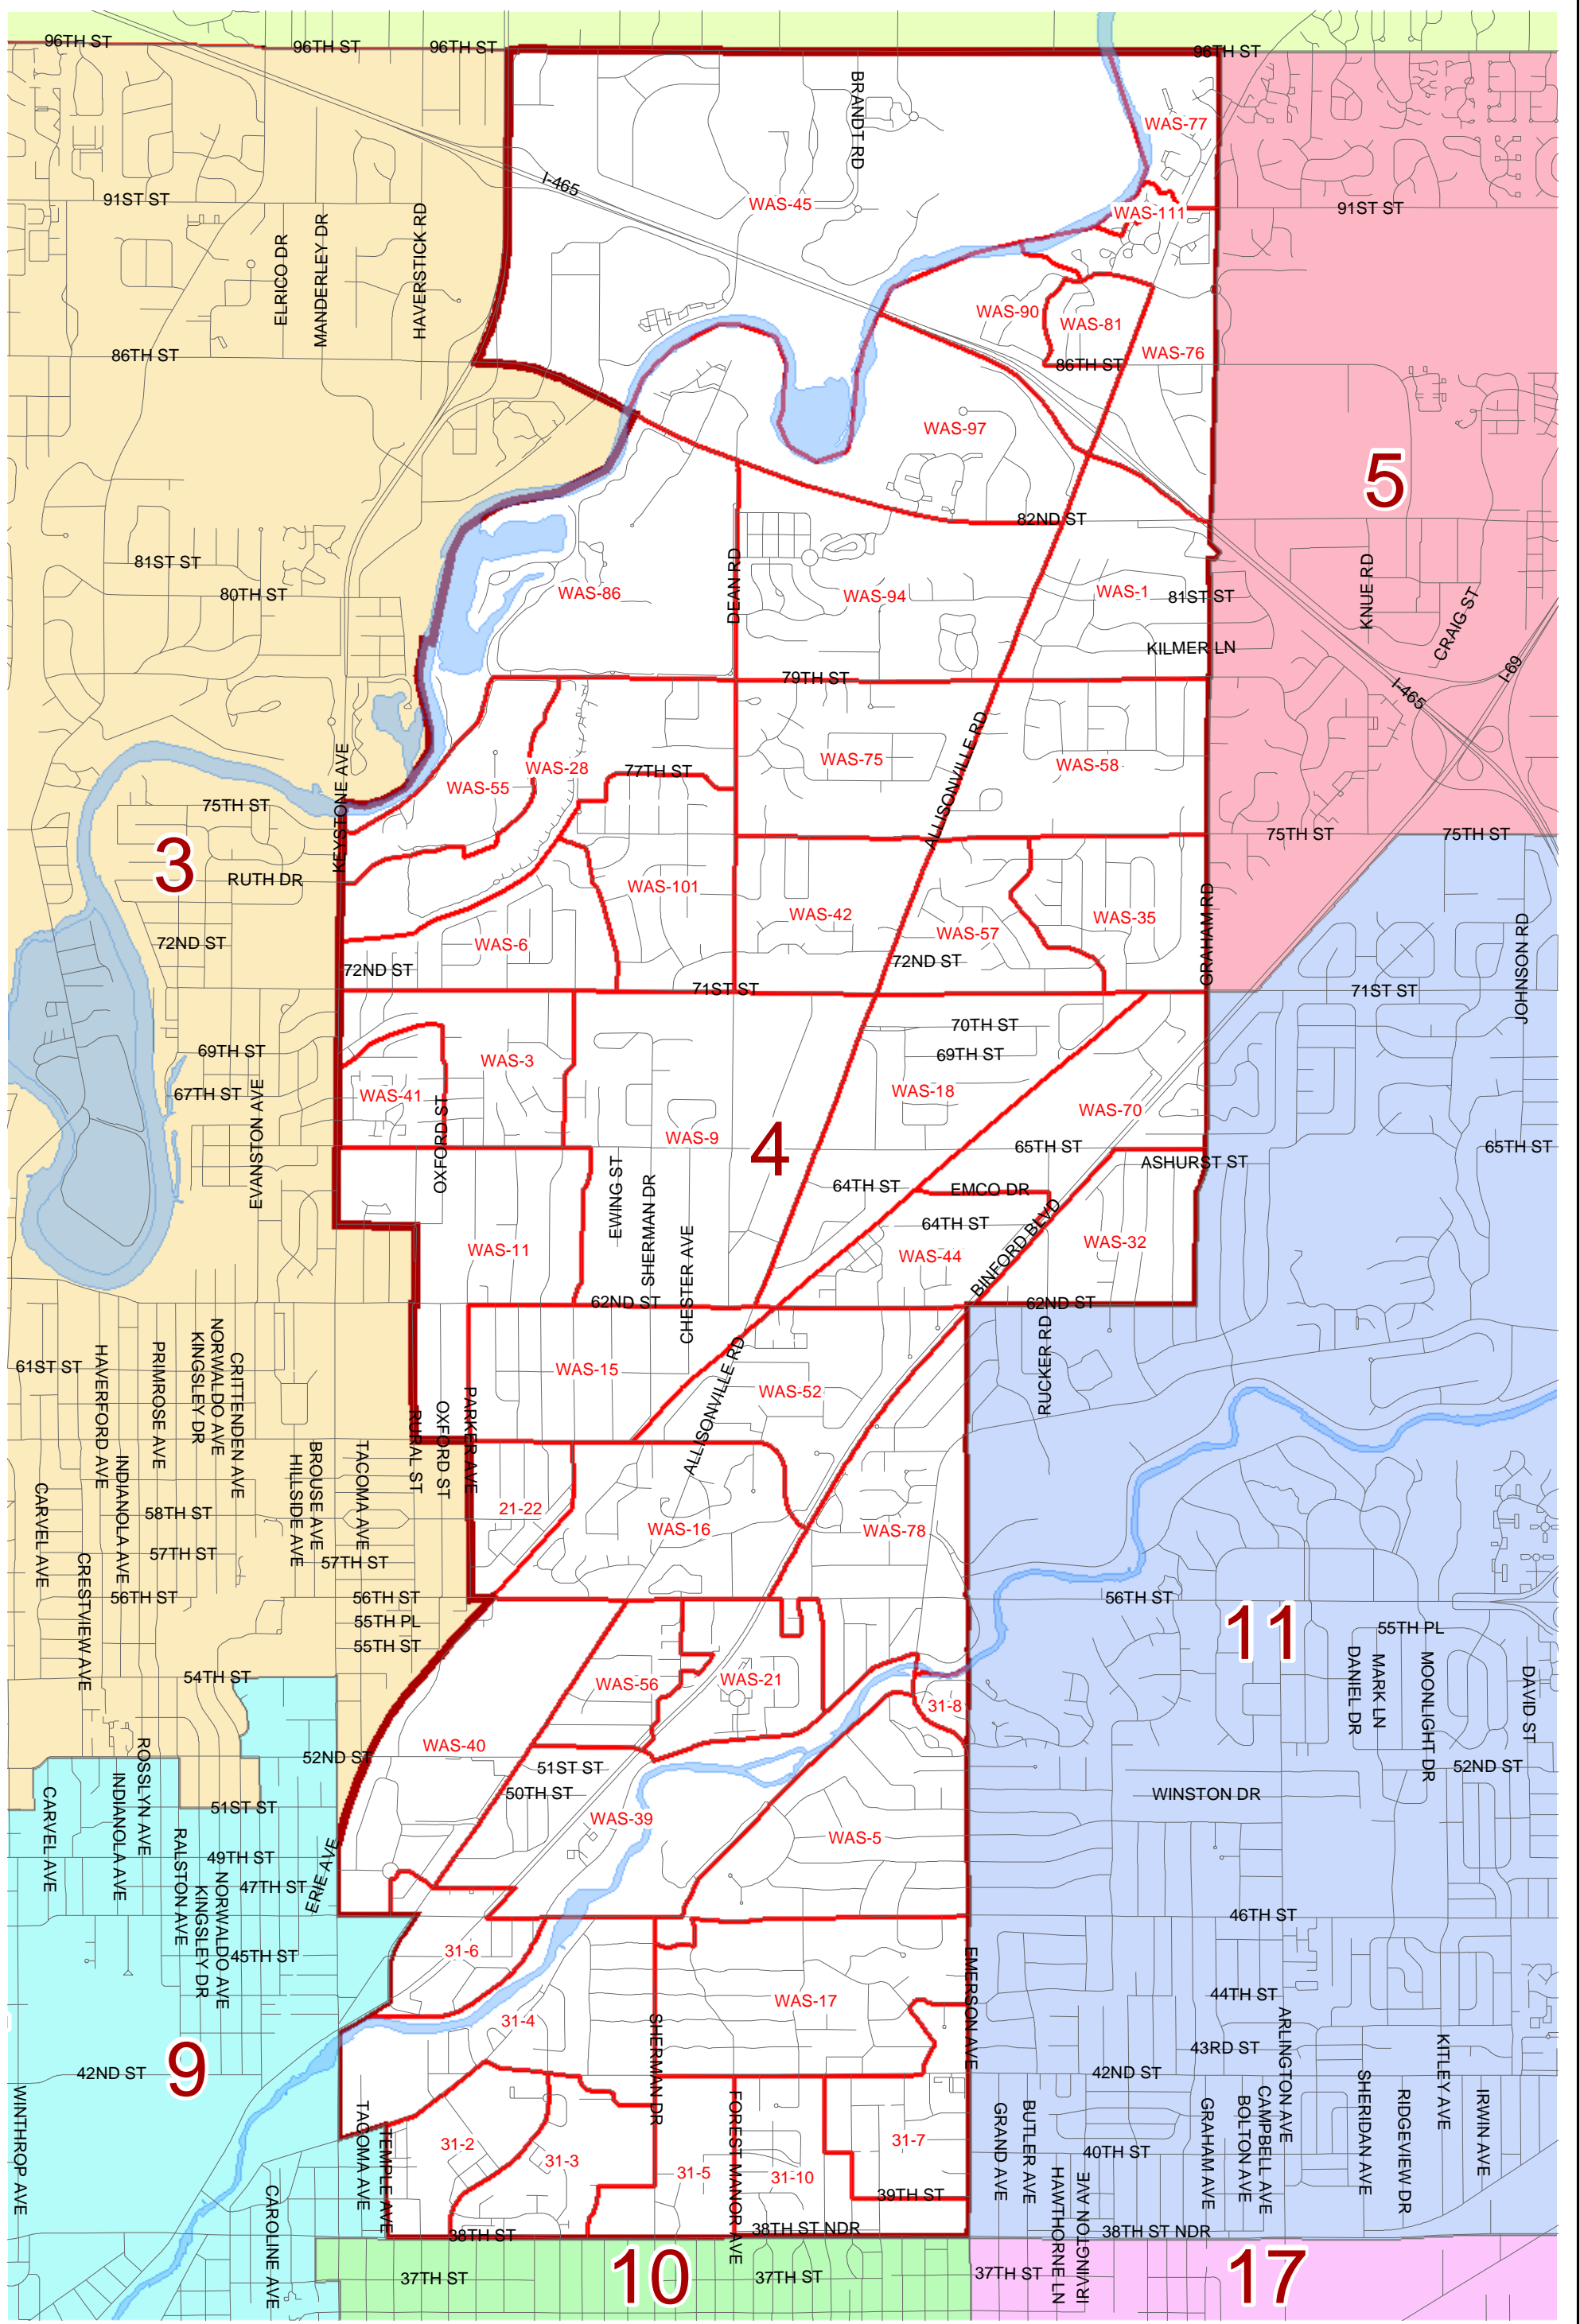 96TH ST
96TH ST
96TH ST
96TH ST
BRANDT RD
WAS-77
I-465
91ST ST
WAS-45
WAS-111
91ST ST
ELRICO DR
MANDERLEY DR
HAVERSTICK RD
WAS-90
WAS-81
86TH ST
WAS-76
86TH ST
WAS-97
5
82ND ST
81ST ST
80TH ST
WAS-86
DEAN RD
WAS-94
WAS-1
81ST ST
KNUE RD
CRAIG ST
KILMER LN
79TH ST
I-69
I-465
ALLISONVILLE RD
KEYSTONE AVE
WAS-28
77TH ST
WAS-75
WAS-58
WAS-55
75TH ST
75TH ST
75TH ST
3
RUTH DR
WAS-101
WAS-42
WAS-35
GRAHAM RD
JOHNSON RD
72ND ST
WAS-6
WAS-57
72ND ST
72ND ST
71ST ST
71ST ST
70TH ST
69TH ST
69TH ST
WAS-3
67TH ST
WAS-41
WAS-18
EVANSTON AVE
OXFORD ST
WAS-70
WAS-9
4
65TH ST
65TH ST
ASHURST ST
EWING ST
SHERMAN DR
64TH ST
EMCO DR
64TH ST
CHESTER AVE
WAS-11
WAS-44
BINFORD BLVD
WAS-32
62ND ST
62ND ST
61ST ST
HAVERFORD AVE
PRIMROSE AVE
KINGSLEY DR
NORWALDO AVE
CRITTENDEN AVE
WAS-15
ALLISONVILLE RD
WAS-52
RUCKER RD
PARKER AVE
OXFORD ST
RURAL ST
CARVEL AVE
INDIANOLA AVE
HILLSIDE AVE
BROUSE AVE
TACOMA AVE
58TH ST
21-22
WAS-16
WAS-78
57TH ST
57TH ST
CRESTVIEW AVE
56TH ST
56TH ST
56TH ST
55TH PL
55TH ST
11
55TH PL
54TH ST
WAS-56
WAS-21
31-8
DANIEL DR
MARK LN
MOONLIGHT DR
DAVID ST
52ND ST
WAS-40
51ST ST
52ND ST
ROSSLYN AVE
INDIANOLA AVE
CARVEL AVE
50TH ST
WINSTON DR
51ST ST
WAS-39
WAS-5
RALSTON AVE
49TH ST
ERIE AVE
47TH ST
KINGSLEY DR
NORWALDO AVE
46TH ST
45TH ST
31-6
EMERSON AVE
44TH ST
WAS-17
ARLINGTON AVE
31-4
SHERMAN DR
43RD ST
KITLEY AVE
9
42ND ST
42ND ST
WINTHROP AVE
TACOMA AVE
TEMPLE AVE
FOREST MANOR AVE
GRAND AVE
BUTLER AVE
GRAHAM AVE
BOLTON AVE
CAMPBELL AVE
SHERIDAN AVE
RIDGEVIEW DR
IRWIN AVE
31-2
31-3
31-5
31-10
31-7
40TH ST
39TH ST
CAROLINE AVE
HAWTHORNE LN
IRVINGTON AVE
38TH ST
38TH ST NDR
38TH ST NDR
37TH ST
10
37TH ST
37TH ST
17